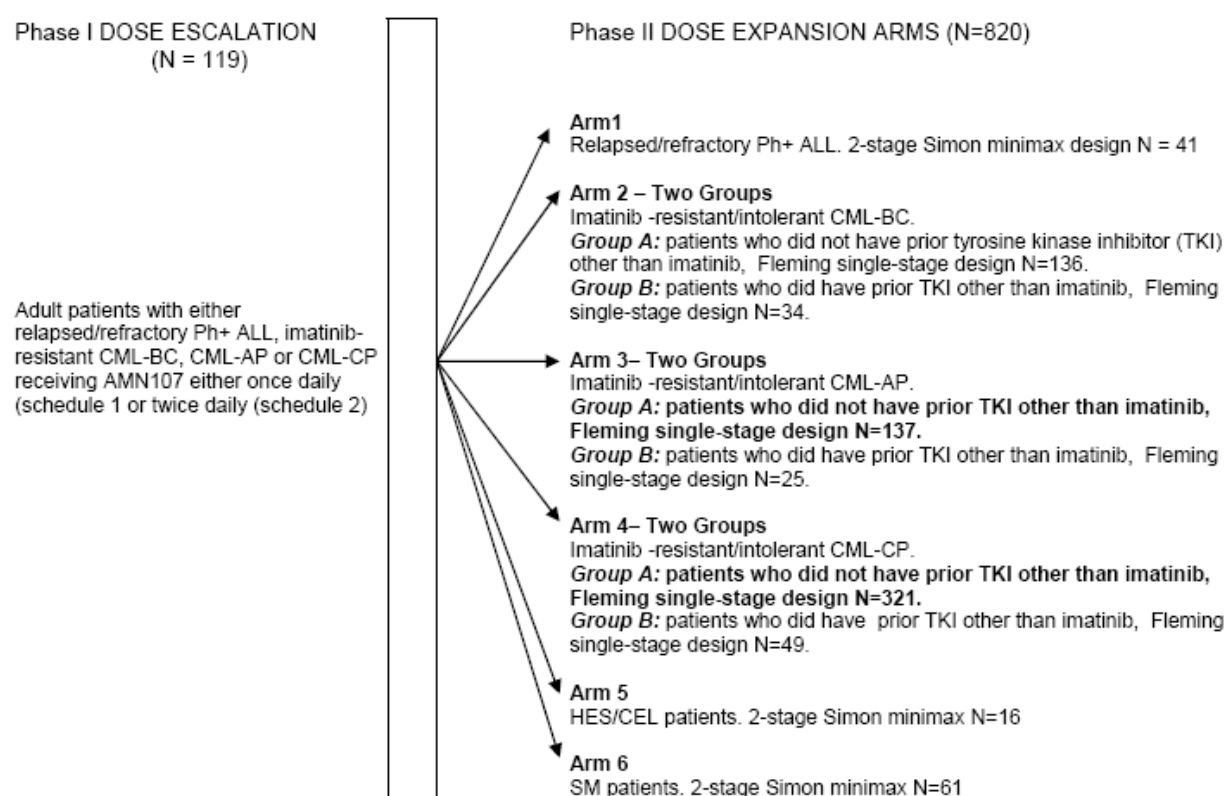 Phase I DOSE ESCALATION
(N = 119)
Adult patients with either
relapsed/refractory Ph+ ALL, imatinib-
resistant CML-BC, CML-AP or CML-CP
receiving AMN107 either once daily
(schedule 1 or twice daily (schedule 2)
Phase II DOSE EXPANSION ARMS (N=820)
Arm1
Relapsed/refractory Ph+ ALL. 2-stage Simon minimax design N = 41
Arm 2 – Two Groups
Imatinib -resistant/intolerant CML-BC.
Group A: patients who did not have prior tyrosine kinase inhibitor (TKI)
other than imatinib, Fleming single-stage design N=136.
Group B: patients who did have prior TKI other than imatinib, Fleming
single-stage design N=34.
Arm 3– Two Groups
Imatinib -resistant/intolerant CML-AP.
Group A: patients who did not have prior TKI other than imatinib,
Fleming single-stage design N=137.
Group B: patients who did have prior TKI other than imatinib, Fleming
single-stage design N=25.
Arm 4– Two Groups
Imatinib -resistant/intolerant CML-CP.
Group A: patients who did not have prior TKI other than imatinib,
Fleming single-stage design N=321.
Group B: patients who did have prior TKI other than imatinib, Fleming
single-stage design N=49.
Arm 5
HES/CEL patients. 2-stage Simon minimax N=16
Arm 6
SM patients. 2-stage Simon minimax N=61